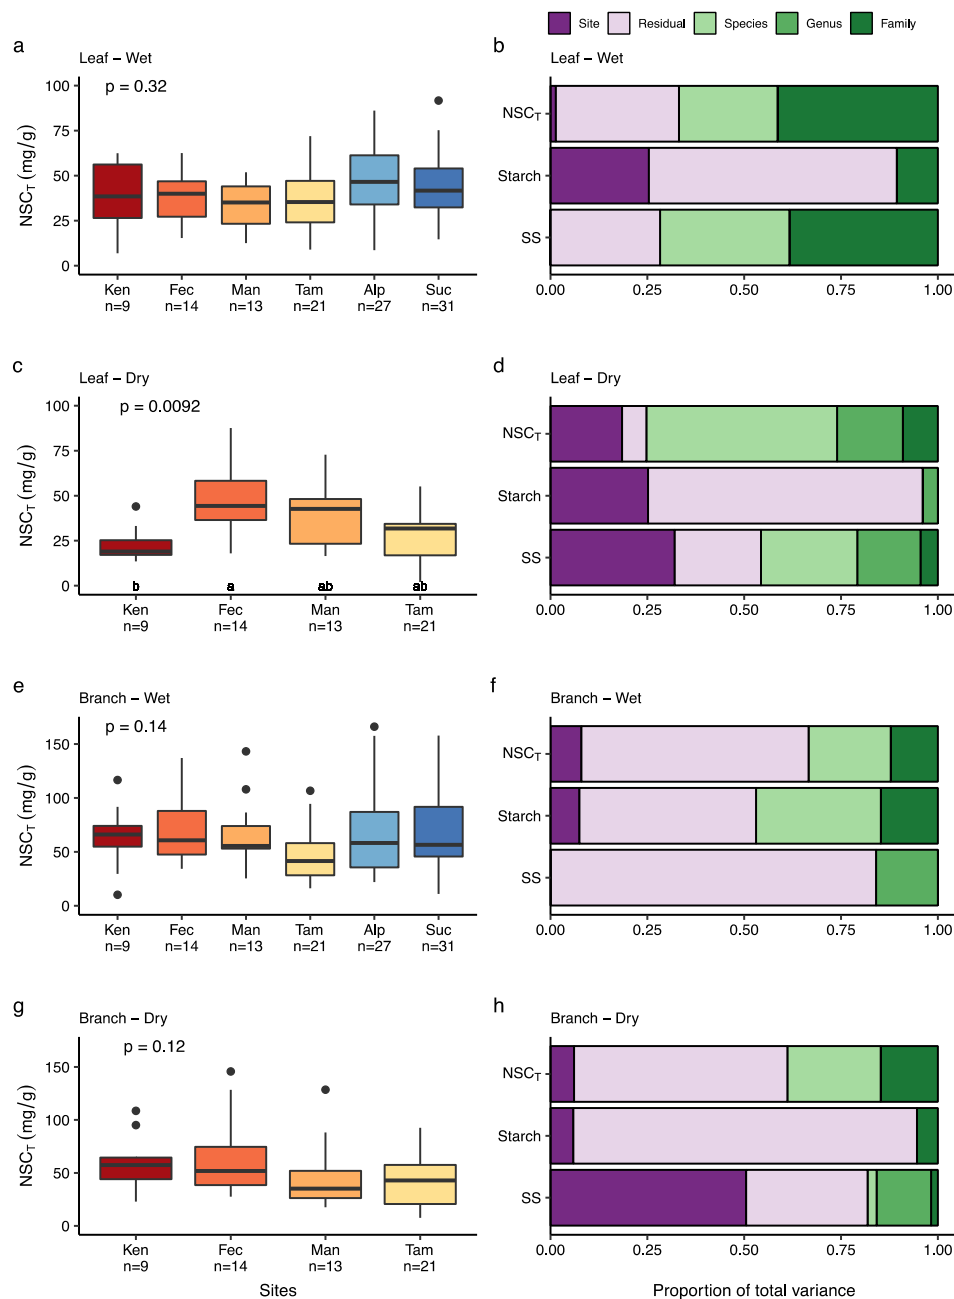 Site Residual Species Genus Family
a
Leaf – Wet
p = 0.32
NSCT (mg/g)
100
75
50
25
0
Ken Fec Man Tam Alp Suc
n=9 n=14 n=13 n=21 n=27 n=31
b
Leaf – Wet
NSCT
Starch
SS
0.00 0.25 0.50 0.75 1.00
c
Leaf – Dry
p = 0.0092
NSCT (mg/g)
100
75
50
25
0
b a ab ab
Ken Fec Man Tam
n=9 n=14 n=13 n=21
d
Leaf – Dry
NSCT
Starch
SS
0.00 0.25 0.50 0.75 1.00
e
Branch – Wet
p = 0.14
NSCT (mg/g)
150
100
50
0
Ken Fec Man Tam Alp Suc
n=9 n=14 n=13 n=21 n=27 n=31
f
Branch – Wet
NSCT
Starch
SS
0.00 0.25 0.50 0.75 1.00
g
Branch – Dry
p = 0.12
NSCT (mg/g)
150
100
50
0
Ken Fec Man Tam
n=9 n=14 n=13 n=21
Sites
h
Branch – Dry
NSCT
Starch
SS
0.00 0.25 0.50 0.75 1.00
Proportion of total variance